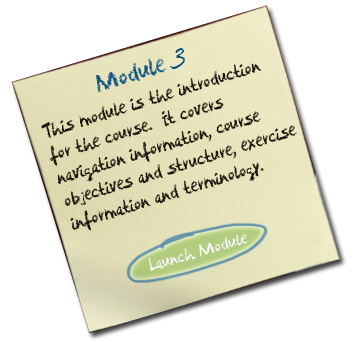 Module 3
This module is the introduction
for the course. it covers
navigation information, course
objectives and structure, exercise
information and terminology.
Launch Module